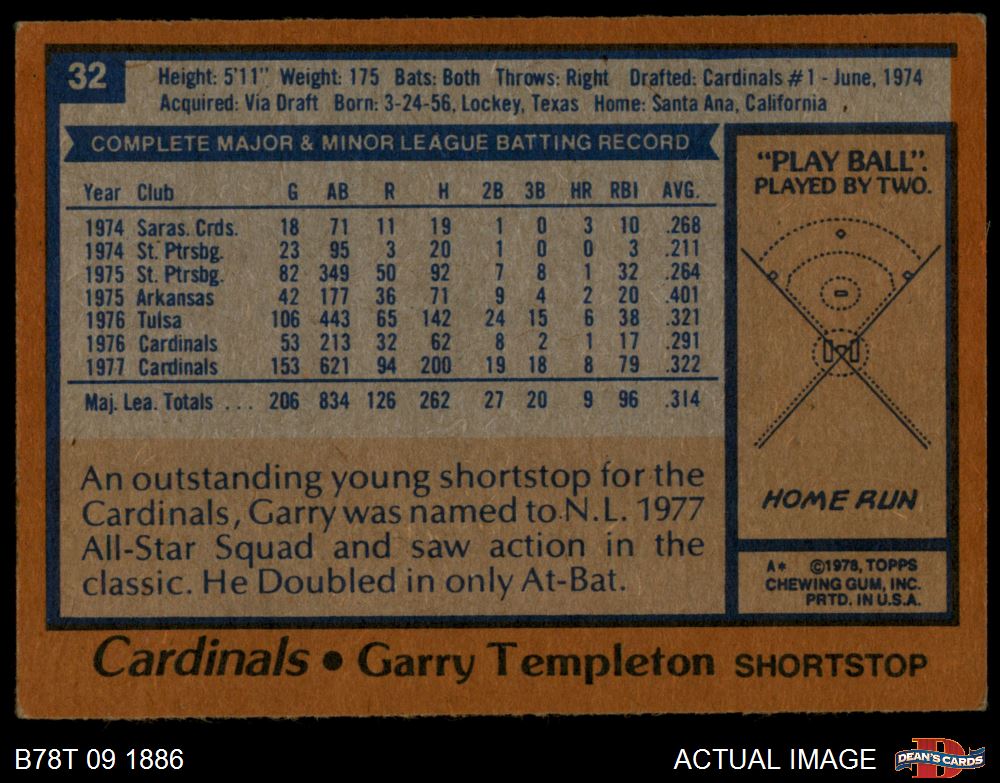 32
Height: 5'11" Weight: 175 Bats: Both Throws: Right Drafted: Cardinals #1 - June, 1974
Acquired: Via Draft Born: 3-24-56, Lockey, Texas Home: Santa Ana, California
COMPLETE MAJOR & MINOR LEAGUE BATTING RECORD
Year Club G AB R H 2B 3B HR RBI AVG.
1974 Saras. Crds. 18 71 11 19 1 0 3 10 .268
1974 St. Ptrsbg. 23 95 3 20 1 0 0 3 .211
1975 St. Ptrsbg. 82 349 50 92 7 8 1 32 .264
1975 Arkansas 42 177 36 71 9 4 2 20 .401
1976 Tulsa 106 443 65 142 24 15 6 38 .321
1976 Cardinals 53 213 32 62 8 2 1 17 .291
1977 Cardinals 153 621 94 200 19 18 8 79 .322
Maj. Lea. Totals ... 206 834 126 262 27 20 9 96 .314
An outstanding young shortstop for the
Cardinals, Garry was named to N.L. 1977
All-Star Squad and saw action in the
classic. He Doubled in only At-Bat.
"PLAY BALL".
PLAYED BY TWO.
HOME RUN
A* ©1978, TOPPS
CHEWING GUM, INC.
PRTD. IN U.S.A.
Cardinals • Garry Templeton SHORTSTOP
B78T 09 1886
ACTUAL IMAGE
D
DEAN'S CARDS